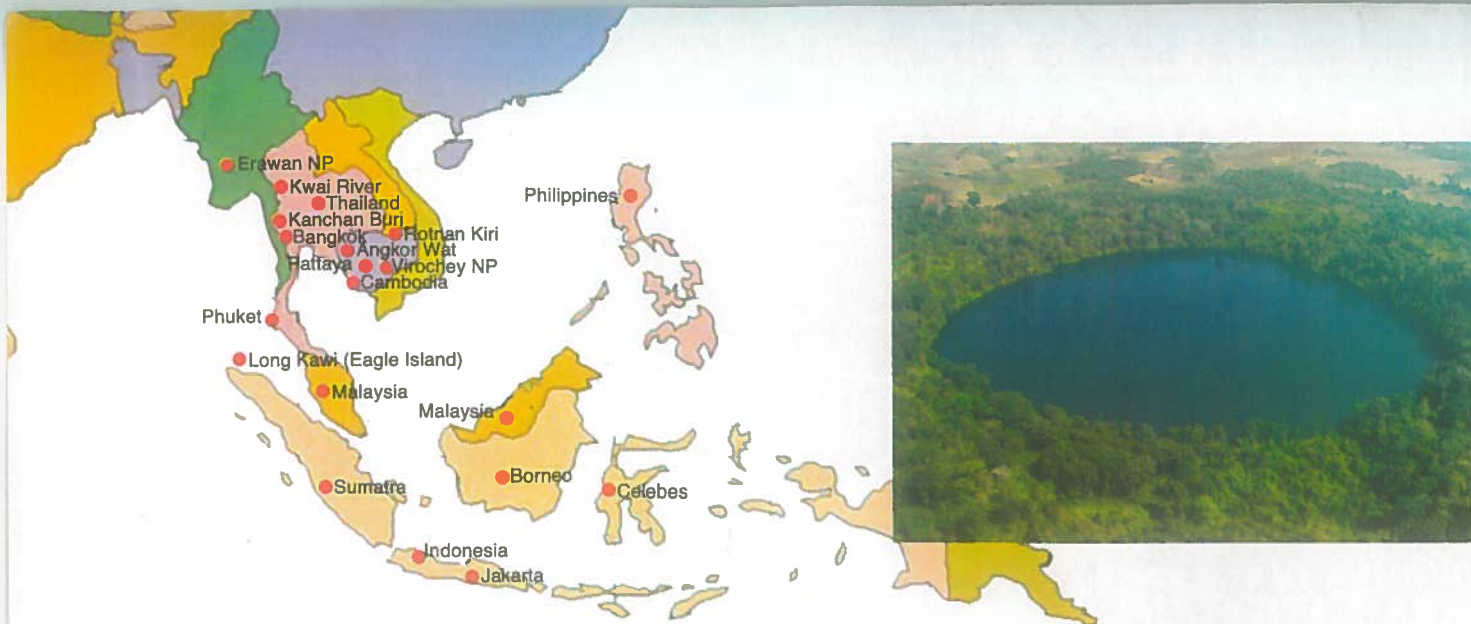 Erawan NP
Kwai River
Thailand
Philippines
Kanchan Buri
Bangkok
Rotnan Kiri
Angkor Wat
Pattaya
Virochey NP
Cambodia
Phuket
Long Kawi (Eagle Island)
Malaysia
Malaysia
Borneo
Sumatra
Celebes
Indonesia
Jakarta